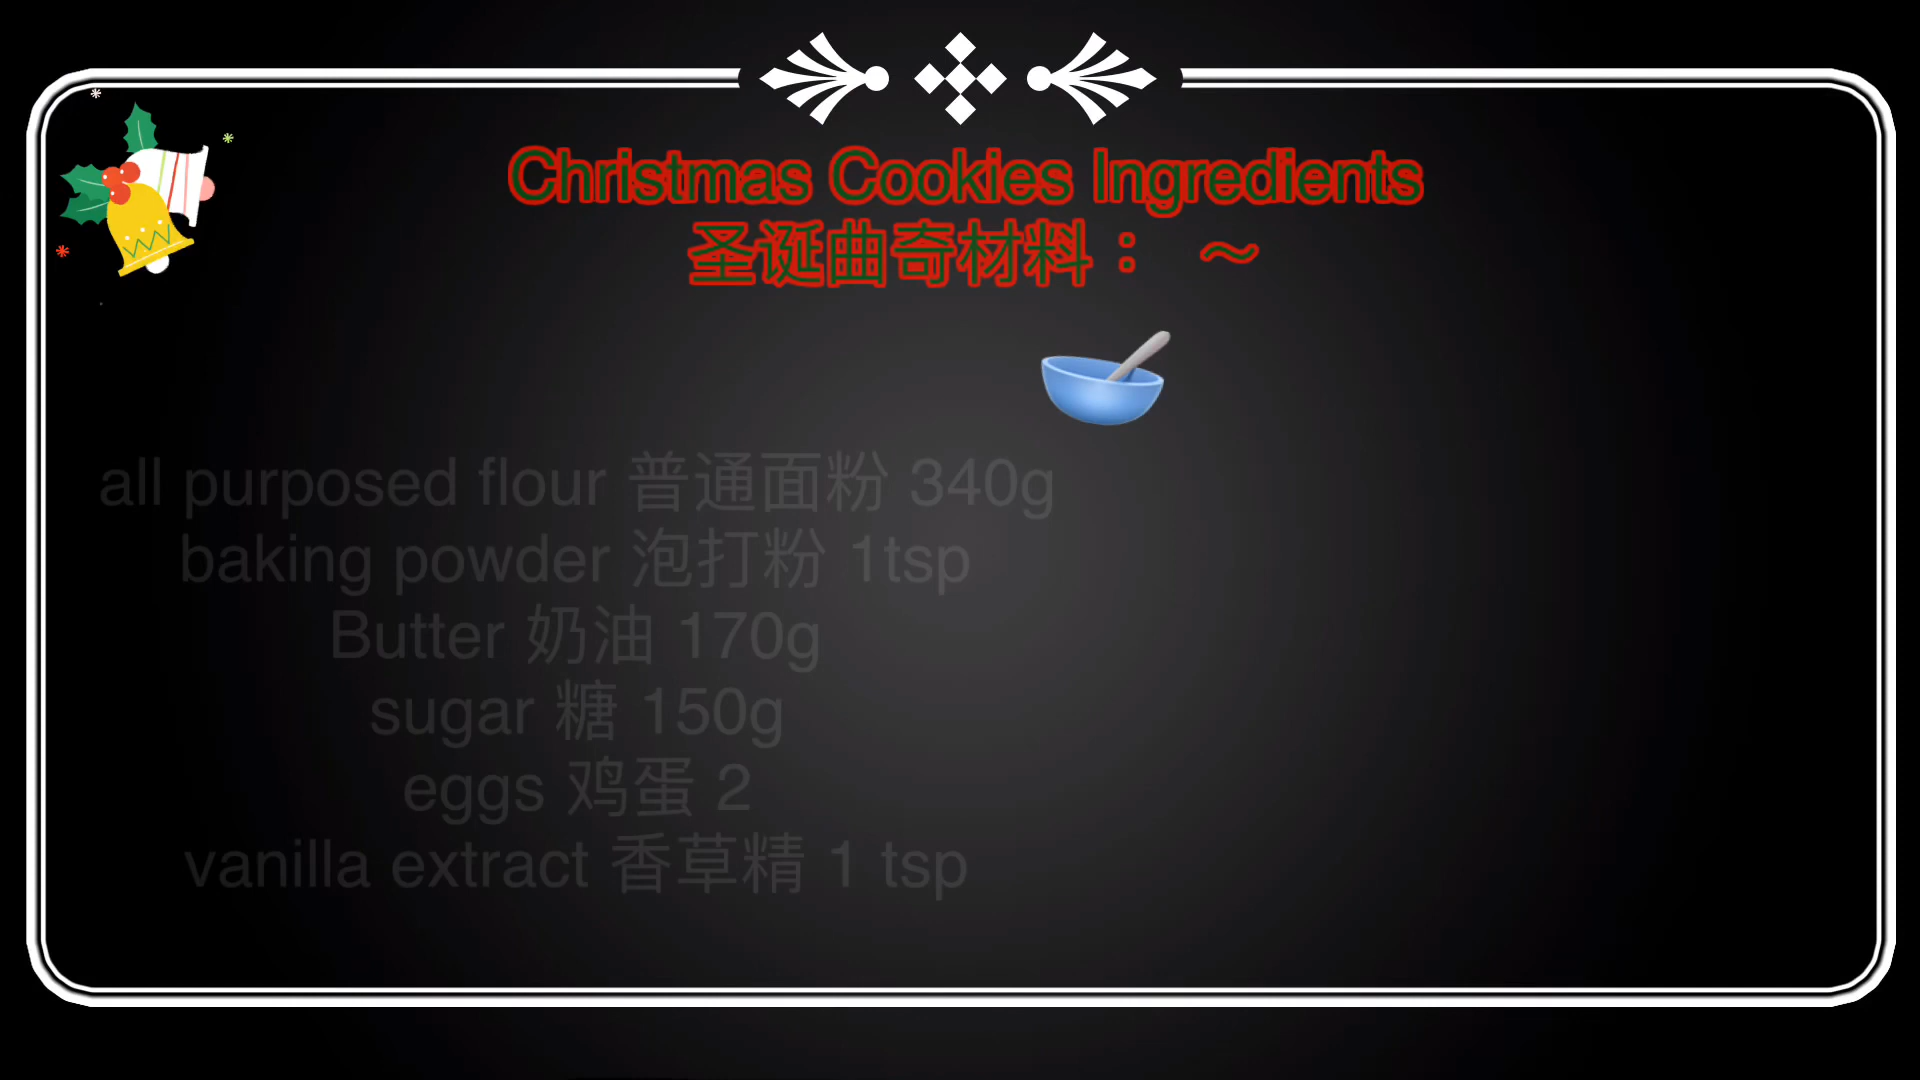 Christmas Cookies Ingredients
圣诞曲奇材料： ～
all purposed flour 普通面粉 340g
baking powder 泡打粉 1tsp
Butter 奶油 170g
sugar 糖 150g
eggs 鸡蛋 2
vanilla extract 香草精 1 tsp